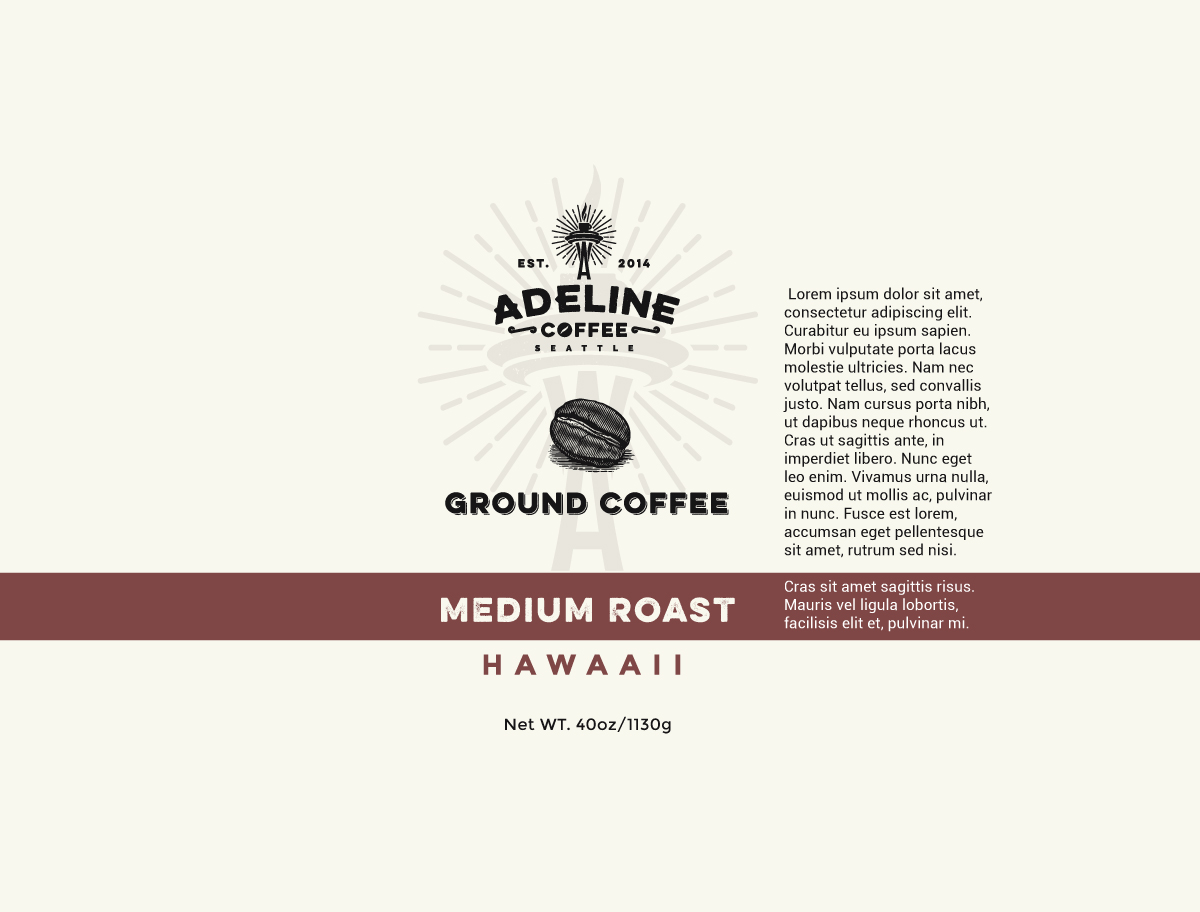 EST. 2014
ADELINE
COFFEE
SEATTLE
GROUND COFFEE
MEDIUM ROAST
HAWAAII
Net WT. 40oz/1130g
Lorem ipsum dolor sit amet,
consectetur adipiscing elit.
Curabitur eu ipsum sapien.
Morbi vulputate porta lacus
molestie ultricies. Nam nec
volutpat tellus, sed convallis
justo. Nam cursus porta nibh,
ut dapibus neque rhoncus ut.
Cras ut sagittis ante, in
imperdiet libero. Nunc eget
leo enim. Vivamus urna nulla,
euismod ut mollis ac, pulvinar
in nunc. Fusce est lorem,
accumsan eget pellentesque
sit amet, rutrum sed nisi.
Cras sit amet sagittis risus.
Mauris vel ligula lobortis,
facilisis elit et, pulvinar mi.